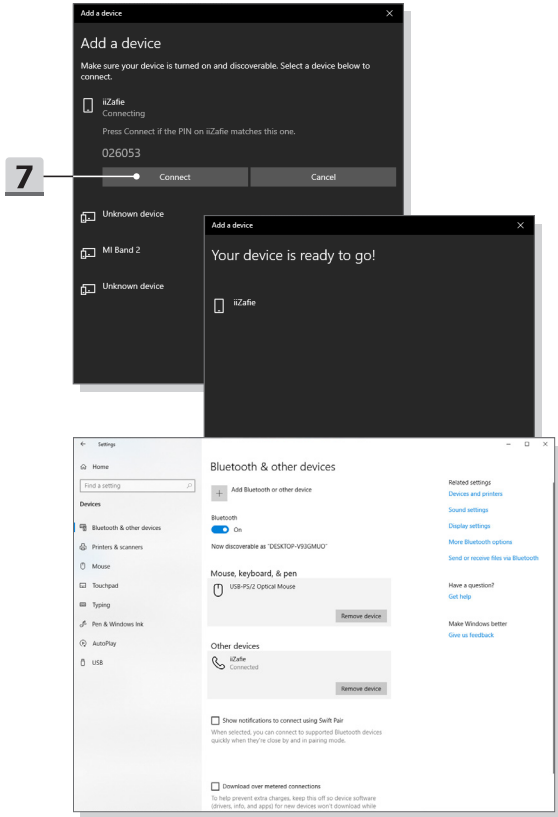 Add a device
Add a device
Make sure your device is turned on and discoverable. Select a device below to
connect.
iiZafie
Connecting
Press Connect if the PIN on iiZafie matches this one.
026053
7
Connect Cancel
Unknown device
MI Band 2
Unknown device
Add a device
Your device is ready to go!
iiZafie
Settings
Home
Find a setting
Devices
Bluetooth & other devices
Printers & scanners
Mouse
Touchpad
Typing
Pen & Windows Ink
AutoPlay
USB
Bluetooth & other devices
Add Bluetooth or other device
Bluetooth
On
Now discoverable as "DESKTOP-V93GMUO"
Mouse, keyboard, & pen
USB-PS/2 Optical Mouse
Remove device
Other devices
iiZafie
Connected
Remove device
Show notifications to connect using Swift Pair
When selected, you can connect to supported Bluetooth devices
quickly when they're close by and in pairing mode.
Download over metered connections
To help prevent extra charges, keep this off so device software
(drivers, info, and apps) for new devices won't download while
Related settings
Devices and printers
Sound settings
Display settings
More Bluetooth options
Send or receive files via Bluetooth
Have a question?
Get help
Make Windows better
Give us feedback